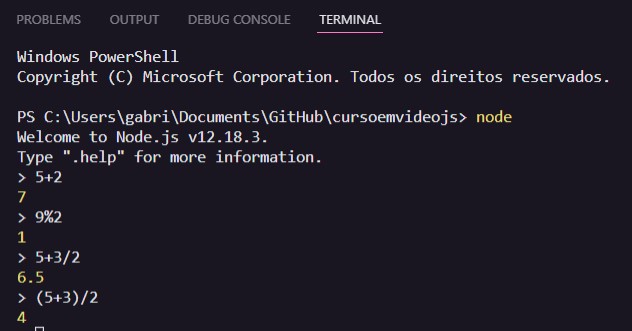 PROBLEMS OUTPUT DEBUG CONSOLE TERMINAL
Windows PowerShell
Copyright (C) Microsoft Corporation. Todos os direitos reservados.
PS C:\Users\gabri\Documents\GitHub\cursoemvideojs> node
Welcome to Node.js v12.18.3.
Type ".help" for more information.
> 5+2
7
> 9%2
1
> 5+3/2
6.5
> (5+3)/2
4